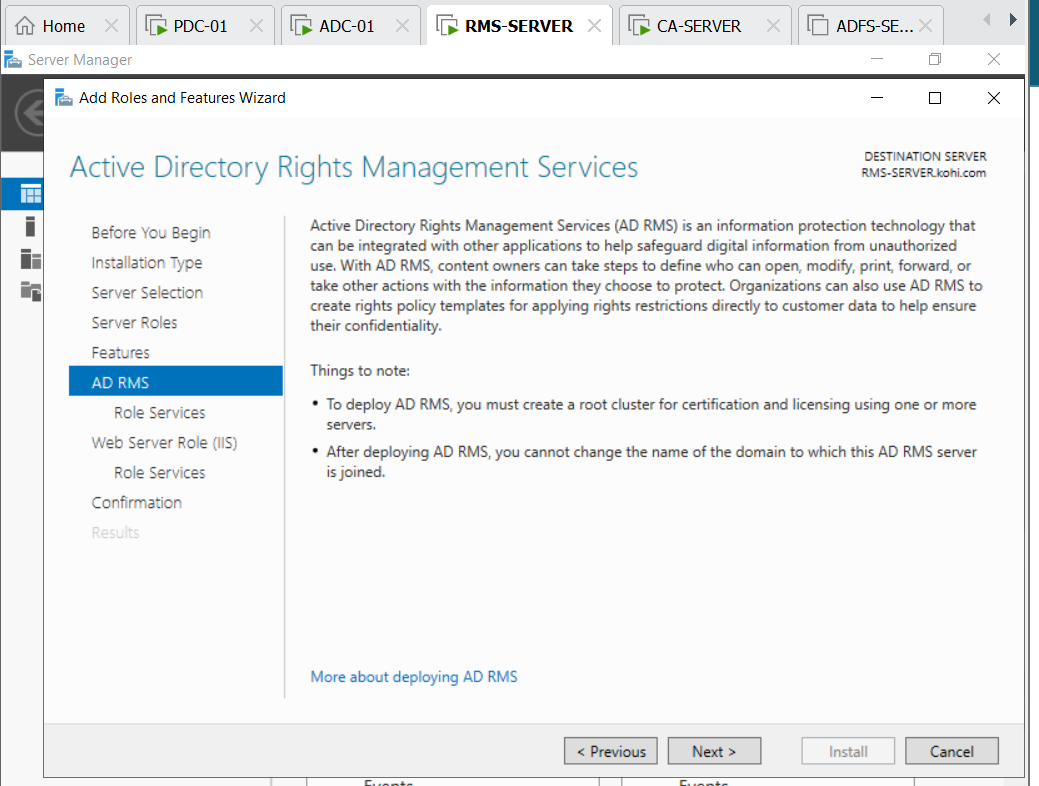 Home
PDC-01
ADC-01
RMS-SERVER
CA-SERVER
ADFS-SE...
Server Manager
Add Roles and Features Wizard
Active Directory Rights Management Services
DESTINATION SERVER
RMS-SERVER.kohi.com
Before You Begin
Installation Type
Server Selection
Server Roles
Features
AD RMS
Role Services
Web Server Role (IIS)
Role Services
Confirmation
Results
Active Directory Rights Management Services (AD RMS) is an information protection technology that
can be integrated with other applications to help safeguard digital information from unauthorized
use. With AD RMS, content owners can take steps to define who can open, modify, print, forward, or
take other actions with the information they choose to protect. Organizations can also use AD RMS to
create rights policy templates for applying rights restrictions directly to customer data to help ensure
their confidentiality.
Things to note:
• To deploy AD RMS, you must create a root cluster for certification and licensing using one or more
servers.
• After deploying AD RMS, you cannot change the name of the domain to which this AD RMS server
is joined.
More about deploying AD RMS
< Previous
Next >
Install
Cancel
Events
Events